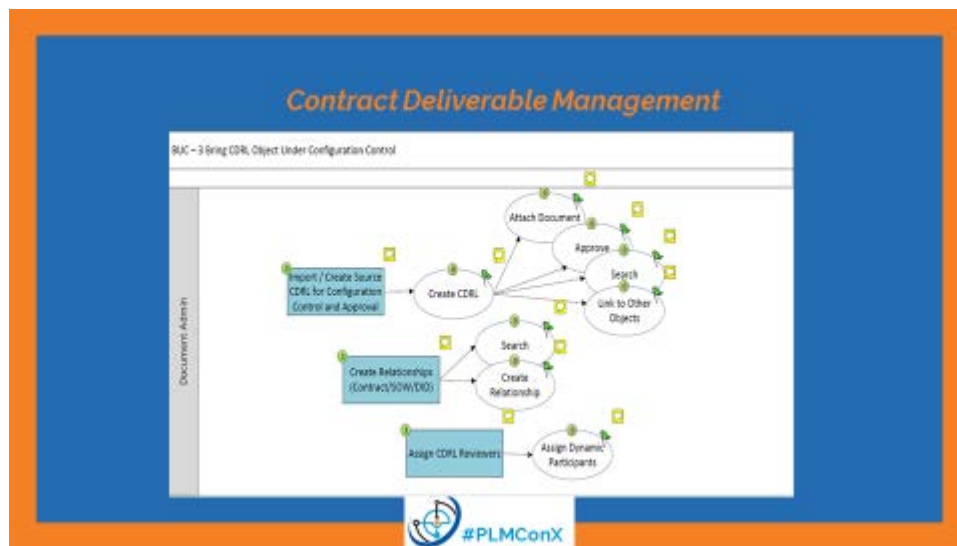 Contract Deliverable Management
BUC – 3 Bring CDRL Object Under Configuration Control
Document Admin
Attach Document
Approve
Search
Link to Other
Objects
Import / Create Source
CDRL for Configuration
Control and Approval
Create CDRL
Search
Create
Relationship
Create Relationships
(Contract/SOW/DID)
Assign CDRL Reviewers
Assign Dynamic
Participants
#PLMConX